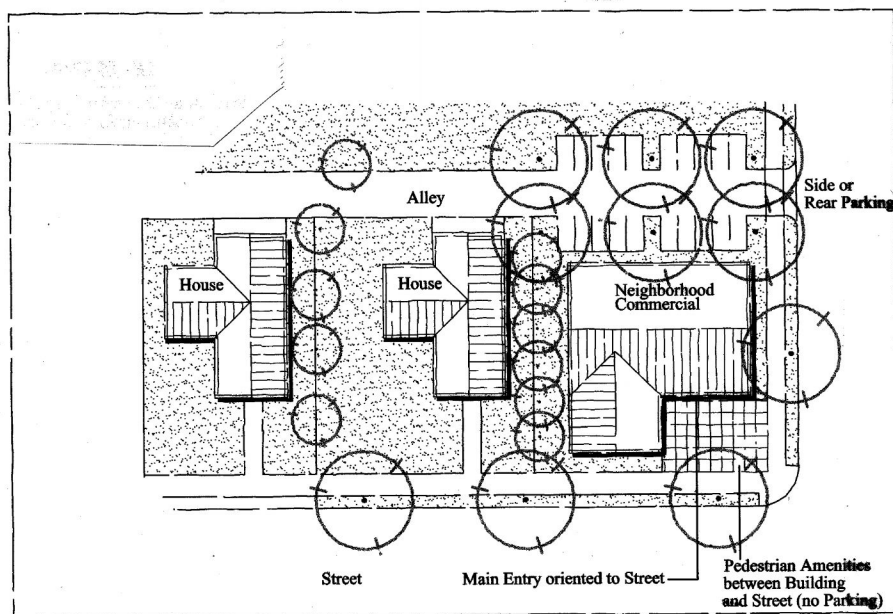 Alley
Side or
Rear Parking
House
House
Neighborhood
Commercial
Street
Main Entry oriented to Street
Pedestrian Amenities
between Building
and Street (no Parking)